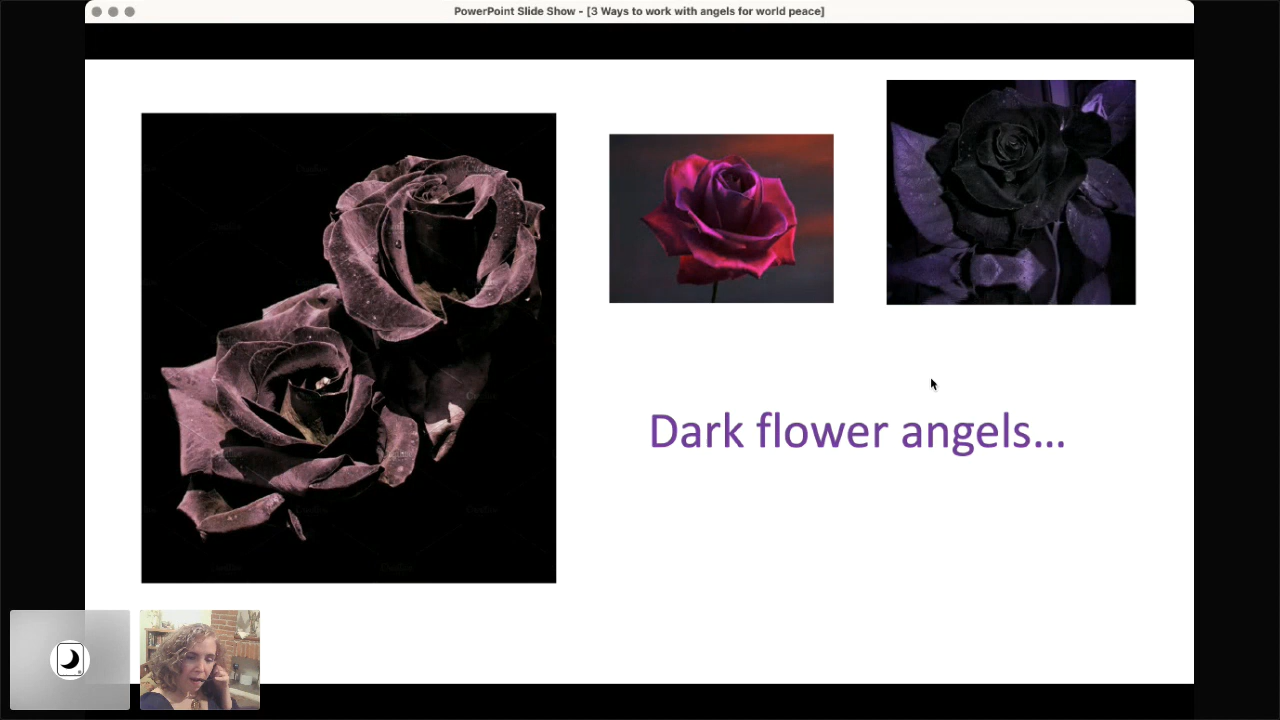 PowerPoint Slide Show - [3 Ways to work with angels for world peace]
Dark flower angels...